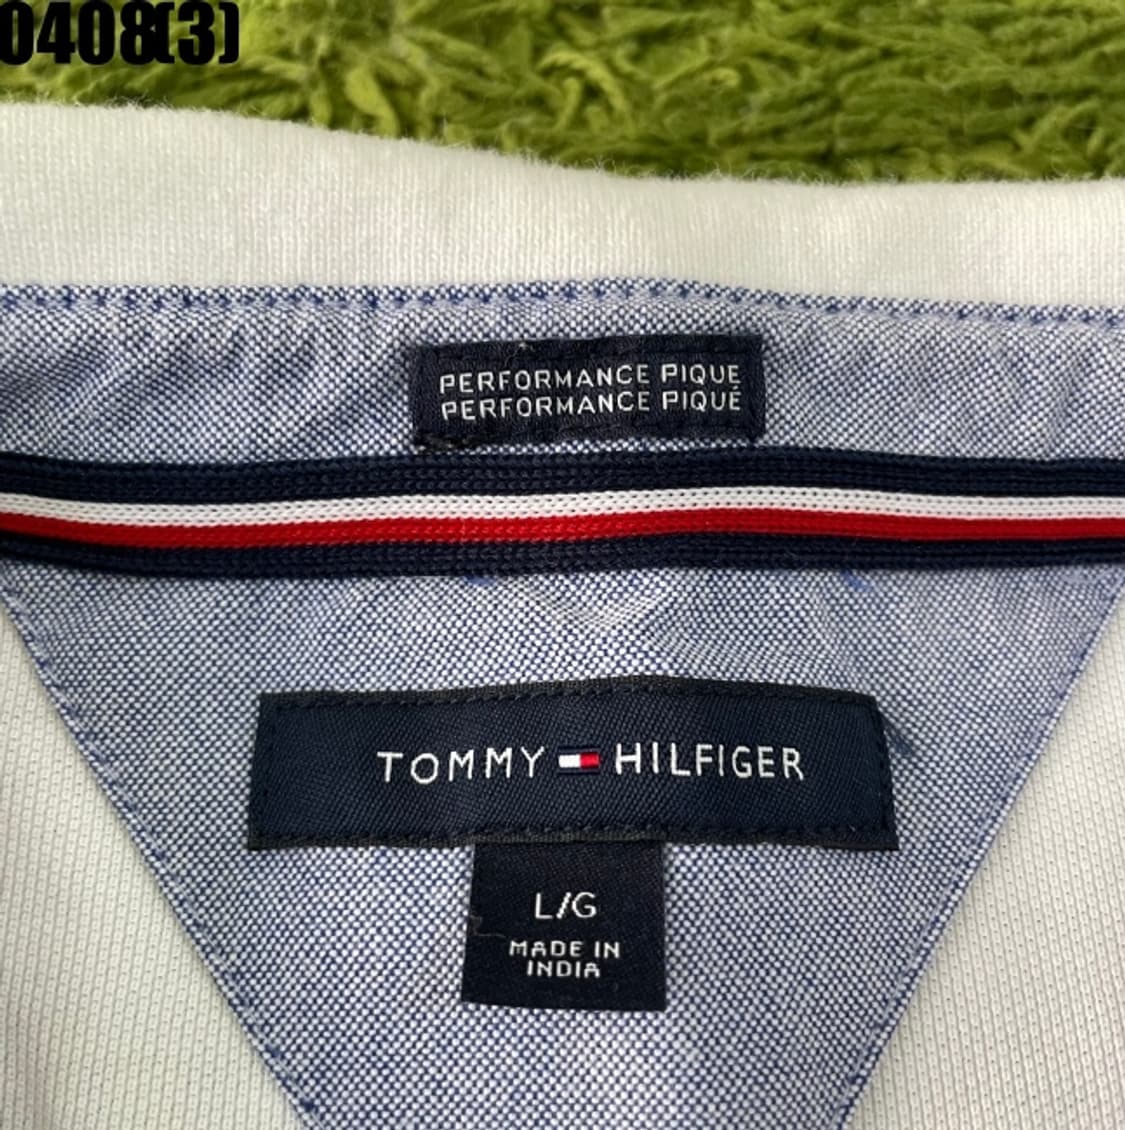 0408(3)
PERFORMANCE PIQUE
PERFORMANCE PIQUÉ
TOMMY HILFIGER
L/G
MADE IN
INDIA